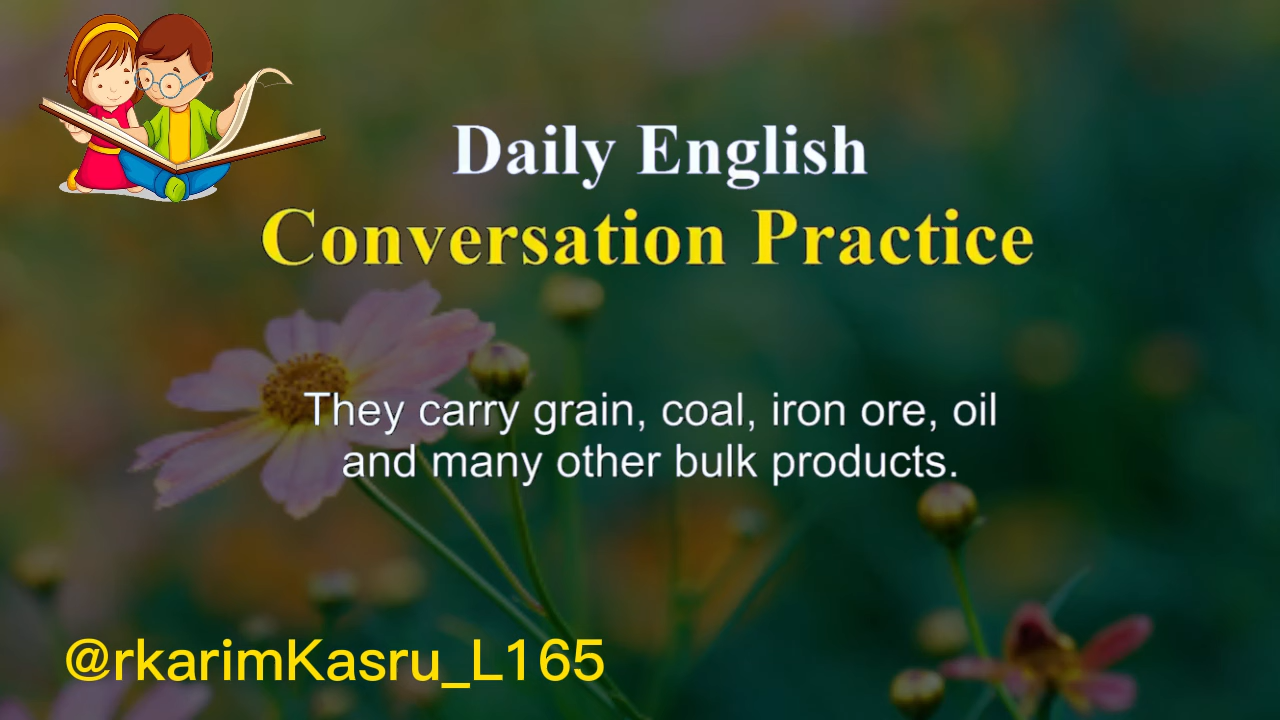 Daily English
Conversation Practice
They carry grain, coal, iron ore, oil
and many other bulk products.
@rkarimKasru_L165